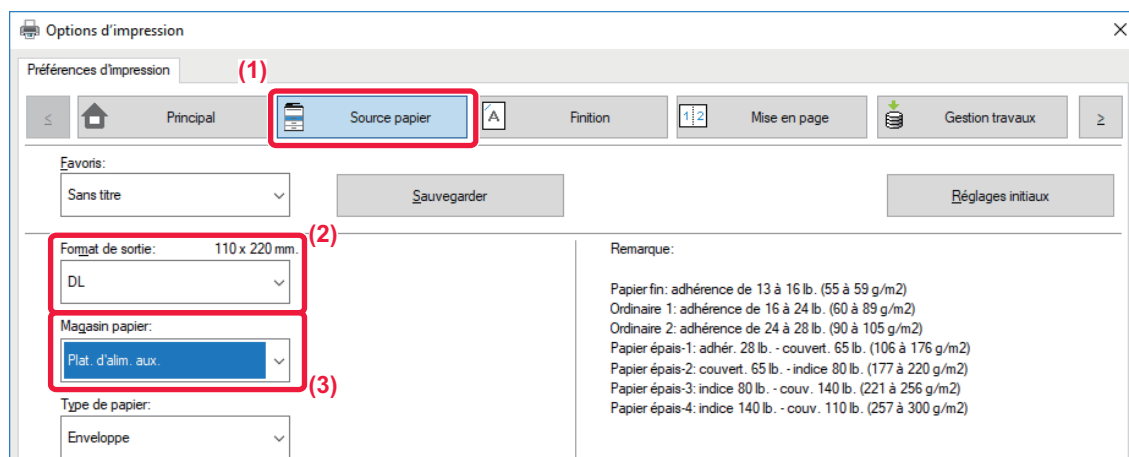 Options d'impression
Préférences d'impression
(1)
≤ Principal Source papier A Finition 1 2 Mise en page Gestion travaux ≥
Favoris:
Sans titre Sauvegarder Réglages initiaux
(2)
Format de sortie: 110 x 220 mm.
DL
Magasin papier:
Plat. d'alim. aux.
(3)
Type de papier:
Enveloppe
Remarque:
Papier fin: adhérence de 13 à 16 lb. (55 à 59 g/m2)
Ordinaire 1: adhérence de 16 à 24 lb. (60 à 89 g/m2)
Ordinaire 2: adhérence de 24 à 28 lb. (90 à 105 g/m2)
Papier épais-1: adhér. 28 lb. - couvert. 65 lb. (106 à 176 g/m2)
Papier épais-2: couvert. 65 lb. - indice 80 lb. (177 à 220 g/m2)
Papier épais-3: indice 80 lb. - couv. 140 lb. (221 à 256 g/m2)
Papier épais-4: indice 140 lb. - couv. 110 lb. (257 à 300 g/m2)